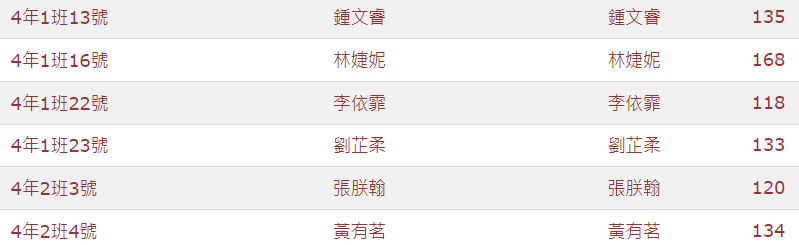 4年1班13號 鍾文睿 鍾文睿 135
4年1班16號 林婕妮 林婕妮 168
4年1班22號 李依霏 李依霏 118
4年1班23號 劉芷柔 劉芷柔 133
4年2班3號 張朕翰 張朕翰 120
4年2班4號 黃有茗 黃有茗 134